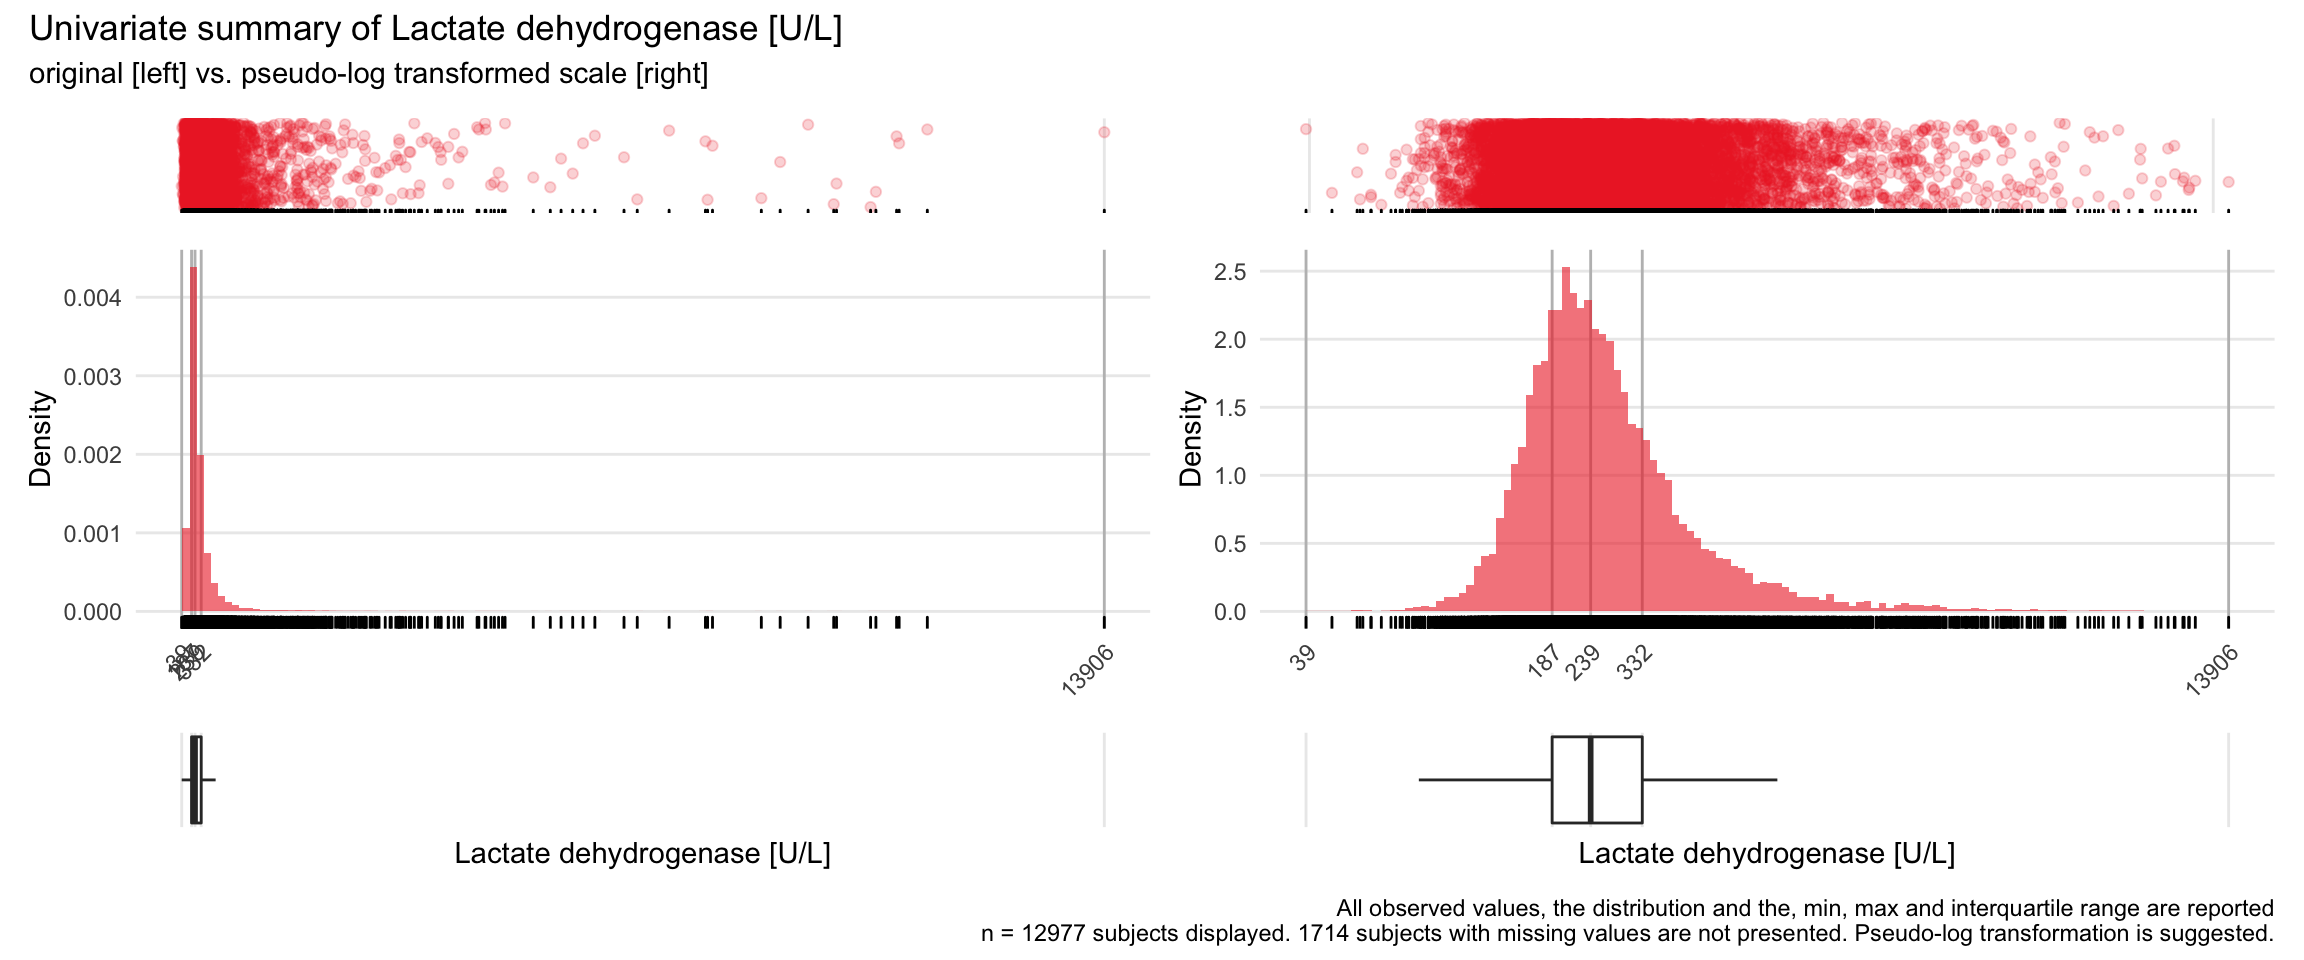 Univariate summary of Lactate dehydrogenase [U/L]
original [left] vs. pseudo-log transformed scale [right]
Density
0.004
0.003
0.002
0.001
0.000
39
332
13906
Lactate dehydrogenase [U/L]
Density
2.5
2.0
1.5
1.0
0.5
0.0
39
187
239
332
13906
Lactate dehydrogenase [U/L]
All observed values, the distribution and the, min, max and interquartile range are reported
n = 12977 subjects displayed. 1714 subjects with missing values are not presented. Pseudo-log transformation is suggested.